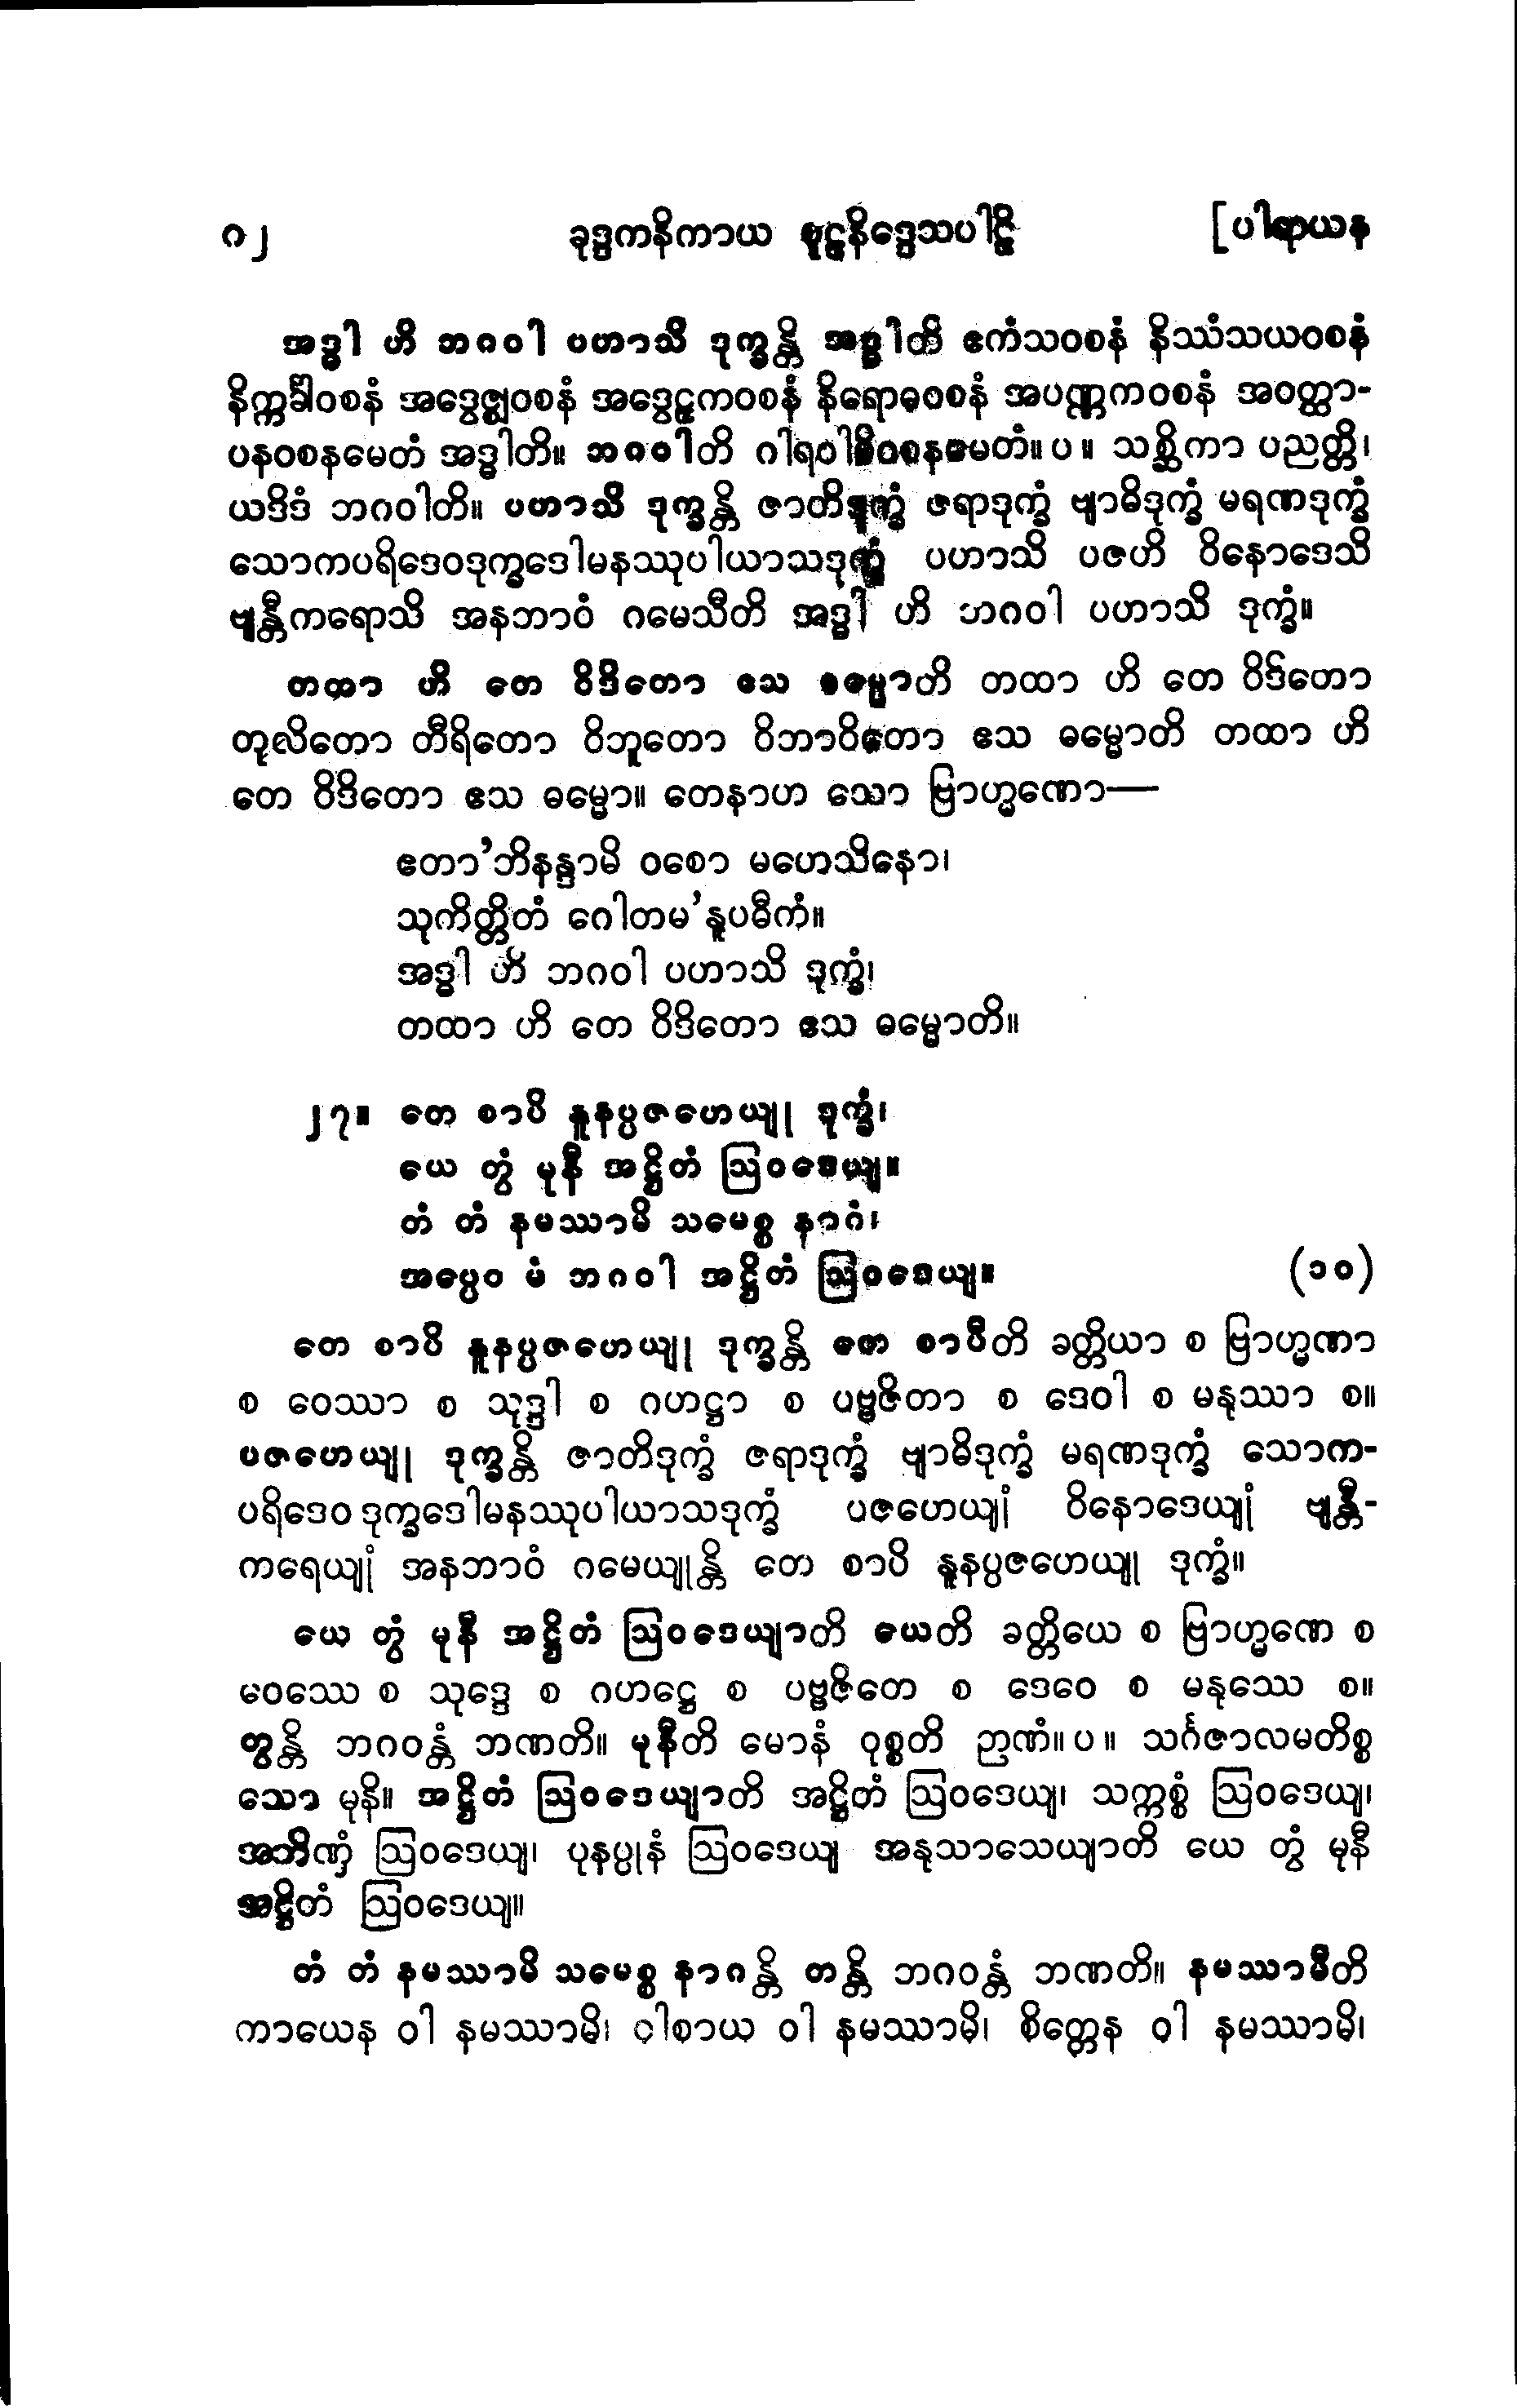 ၈၂ ခုဒ္ဒကနိကာယ စူဠနိဒ္ဒေသပါဠိ [ပါရာယန
အဒ္ဓါ ဟိ ဘဂဝါ ပဟာသိ ဒုက္ခန္တိ အဒ္ဓါတိ ဧကံသဝစနံ နိဿံသယဝစနံ
နိက္ကင်္ခါဝစနံ အဒွေဇ္ဈဝစနံ အဒွေဠှကဝစနံ နိရောဓဝစနံ အပဏ္ဏကဝစနံ အဝတ္ထာ-
ပနဝစနမေတံ အဒ္ဓါတိ။ ဘဂဝါတိ ဂါရဝါဓိဝစနမေတံ။ ပ ။ သစ္ဆိကာ ပညတ္တိ၊
ယဒိဒံ ဘဂဝါတိ။ ပဟာသိ ဒုက္ခန္တိ ဇာတိဒုက္ခံ ဇရာဒုက္ခံ ဗျာဓိဒုက္ခံ မရဏဒုက္ခံ
သောကပရိဒေဝဒုက္ခဒေါမနဿုပါယာသဒုက္ခံ ပဟာသိ ပဇဟိ ဝိနောဒေသိ
ဗျန္တီကရောသိ အနဘာဝံ ဂမေသီတိ အဒ္ဓါ ဟိ ဘဂဝါ ပဟာသိ ဒုက္ခံ။
တထာ ဟိ တေ ဝိဒိတော ဧသ ဓမ္မောတိ တထာ ဟိ တေ ဝိဒိတော
တုလိတော တီရိတော ဝိဘူတော ဝိဘာဝိတော ဧသ ဓမ္မောတိ တထာ ဟိ
တေ ဝိဒိတော ဧသ ဓမ္မော။ တေနာဟ သော ဗြာဟ္မဏော—
ဧတာ’ဘိနန္ဒာမိ ဝစော မဟေသိနော၊
သုကိတ္တိတံ ဂေါတမ’နူပဓီကံ။
အဒ္ဓါ ဟိ ဘဂဝါ ပဟာသိ ဒုက္ခံ၊
တထာ ဟိ တေ ဝိဒိတော ဧသ ဓမ္မောတိ။
၂၇။ တေ စာပိ နူနပ္ပဇဟေယျု ဒုက္ခံ၊
ယေ တွံ မုနီ အဋ္ဌိတံ ဩဝဒေယျ။
တံ တံ နမဿာမိ သမေစ္စ နာဂံ၊
အပ္ပေဝ မံ ဘဂဝါ အဋ္ဌိတံ ဩဝဒေယျ။ (၁၀)
တေ စာပိ နူနပ္ပဇဟေယျု ဒုက္ခန္တိ တေ စာပီတိ ခတ္တိယာ စ ဗြာဟ္မဏာ
စ ဝေဿာ စ သုဒ္ဒါ စ ဂဟဋ္ဌာ စ ပဗ္ဗဇိတာ စ ဒေဝါ စ မနုဿာ စ။
ပဇဟေယျု ဒုက္ခန္တိ ဇာတိဒုက္ခံ ဇရာဒုက္ခံ ဗျာဓိဒုက္ခံ မရဏဒုက္ခံ သောက-
ပရိဒေဝ ဒုက္ခဒေါမနဿုပါယာသဒုက္ခံ ပဇဟေယျုံ ဝိနောဒေယျုံ ဗျန္တီ-
ကရေယျုံ အနဘာဝံ ဂမေယျုန္တိ တေ စာပိ နူနပ္ပဇဟေယျု ဒုက္ခံ။
ယေ တွံ မုနီ အဋ္ဌိတံ ဩဝဒေယျာတိ ယေတိ ခတ္တိယေ စ ဗြာဟ္မဏေ စ
ဝေဿေ စ သုဒ္ဒေ စ ဂဟဋ္ဌေ စ ပဗ္ဗဇိတေ စ ဒေဝေ စ မနုဿေ စ။
တွန္တိ ဘဂဝန္တံ ဘဏတိ။ မုနီတိ မောနံ ဝုစ္စတိ ဉာဏံ။ ပ ။ သင်္ဂဇာလမတိစ္စ
သော မုနိ။ အဋ္ဌိတံ ဩဝဒေယျာတိ အဋ္ဌိတံ ဩဝဒေယျ၊ သက္ကစ္စံ ဩဝဒေယျ၊
အဘိဏှံ ဩဝဒေယျ၊ ပုနပ္ပုနံ ဩဝဒေယျ အနုသာသေယျာတိ ယေ တွံ မုနီ
အဋ္ဌိတံ ဩဝဒေယျ။
တံ တံ နမဿာမိ သမေစ္စ နာဂန္တိ တန္တိ ဘဂဝန္တံ ဘဏတိ။ နမဿာမီတိ
ကာယေန ဝါ နမဿာမိ၊ ဝါစာယ ဝါ နမဿာမိ၊ စိတ္တေန ဝါ နမဿာမိ၊